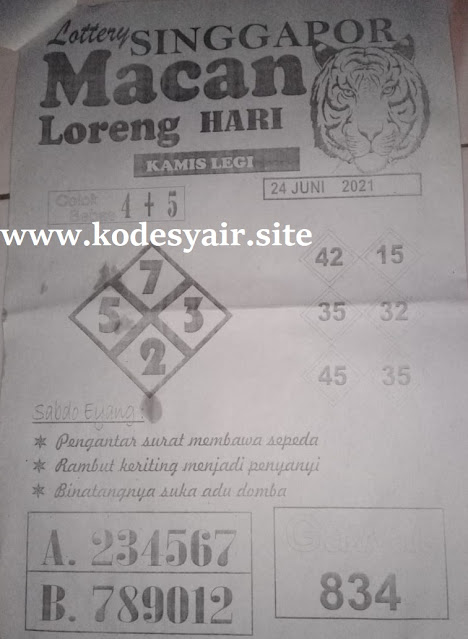 Lottery SINGGAPOR
Macan
Loreng HARI
KAMIS LEGI
24 JUNI 2021
Colok
Bebas 4 + 5
www.kodesyair.site
7
5 3
2
42 15
35 32
45 35
Sabdo Eyang :
✶ Pengantar surat membawa sepeda
✶ Rambut keriting menjadi penyanyi
✶ Binatangnya suka adu domba
A. 234567
B. 789012
834